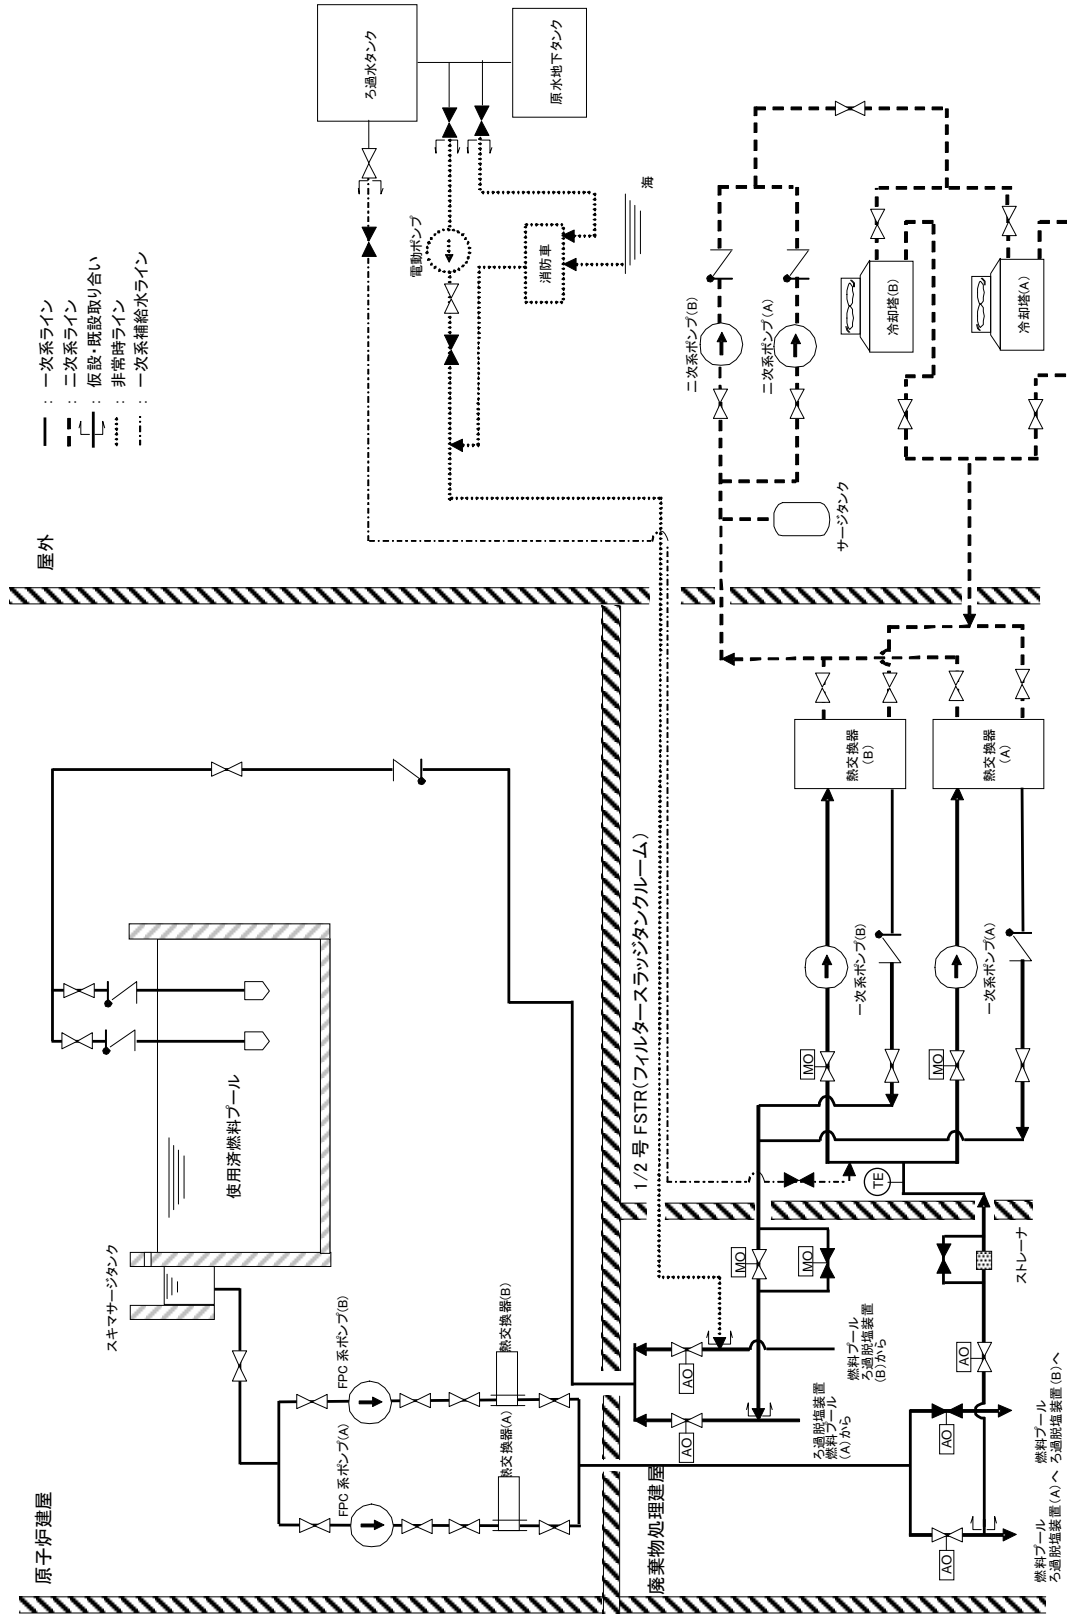 屋外
： 一次系ライン
： 二次系ライン
： 仮設・既設取り合い
： 非常時ライン
： 一次系補給水ライン
ろ過水タンク
原水地下タンク
電動ポンプ
消防車
海
二次系ポンプ(B)
二次系ポンプ(A)
冷却塔(B)
冷却塔(A)
サージタンク
原子炉建屋
スキマサージタンク
使用済燃料プール
FPC 系ポンプ(B)
FPC 系ポンプ(A)
熱交換器(B)
熱交換器(A)
廃棄物処理建屋
1/2 号 FSTR(フィルタースラッジタンクルーム)
熱交換器
(B)
熱交換器
(A)
一次系ポンプ(B)
一次系ポンプ(A)
MO
MO
TE
MO
MO
ストレーナ
AO
AO
AO
AO
AO
燃料プール
ろ過脱塩装置
(B)から
ろ過脱塩装置
燃料プール
(A)から
燃料プール
ろ過脱塩装置(B)へ
燃料プール
ろ過脱塩装置(A)へ